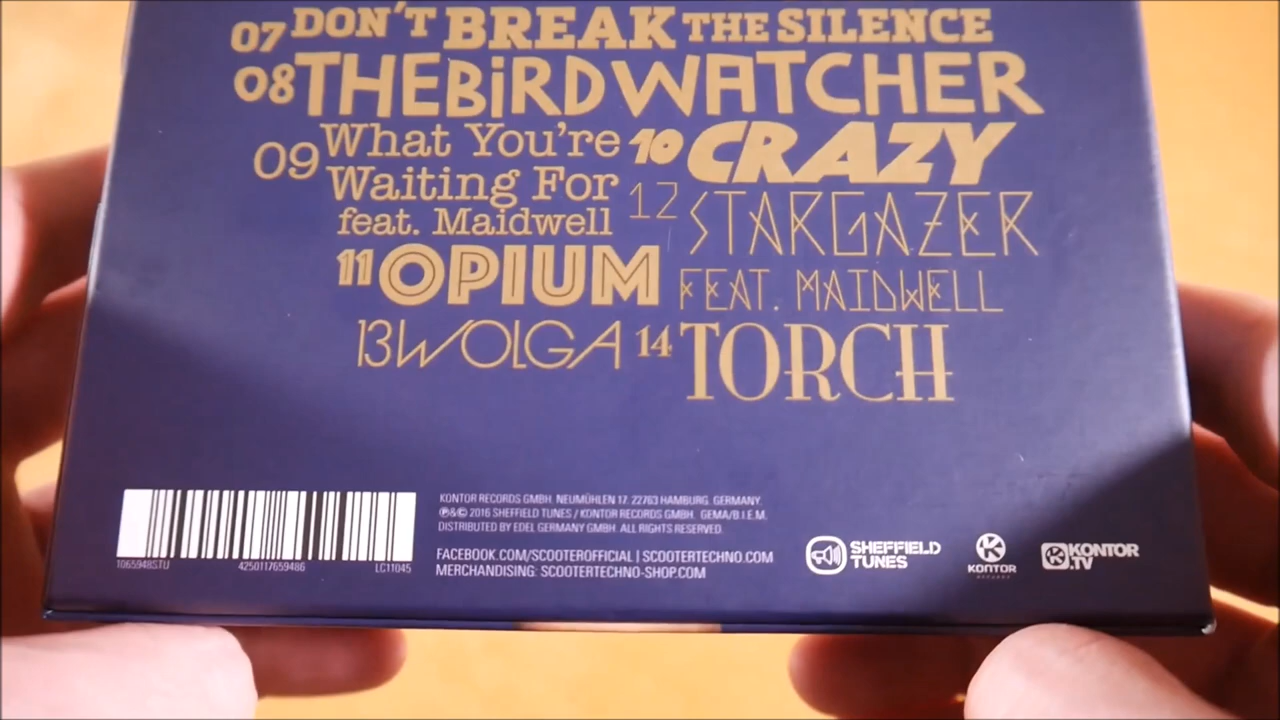 07 DON'T BREAK THE SILENCE
08 THEBiRDWATCHER
09 What You're
Waiting For
feat. Maidwell
10 CRAZY
11 OPIUM
12 STARGAZER
FEAT. MAIDWELL
13 WOLGA 14 TORCH
1065948STU 4250117659486 LC11045
KONTOR RECORDS GMBH. NEUMÜHLEN 17. 22763 HAMBURG. GERMANY.
℗&© 2016 SHEFFIELD TUNES / KONTOR RECORDS GMBH. GEMA/B.I.E.M.
DISTRIBUTED BY EDEL GERMANY GMBH. ALL RIGHTS RESERVED.
FACEBOOK.COM/SCOOTEROFFICIAL | SCOOTERTECHNO.COM
MERCHANDISING: SCOOTERTECHNO-SHOP.COM
SHEFFIELD
TUNES
K
KONTOR
RECORDS
K KONTOR
.TV